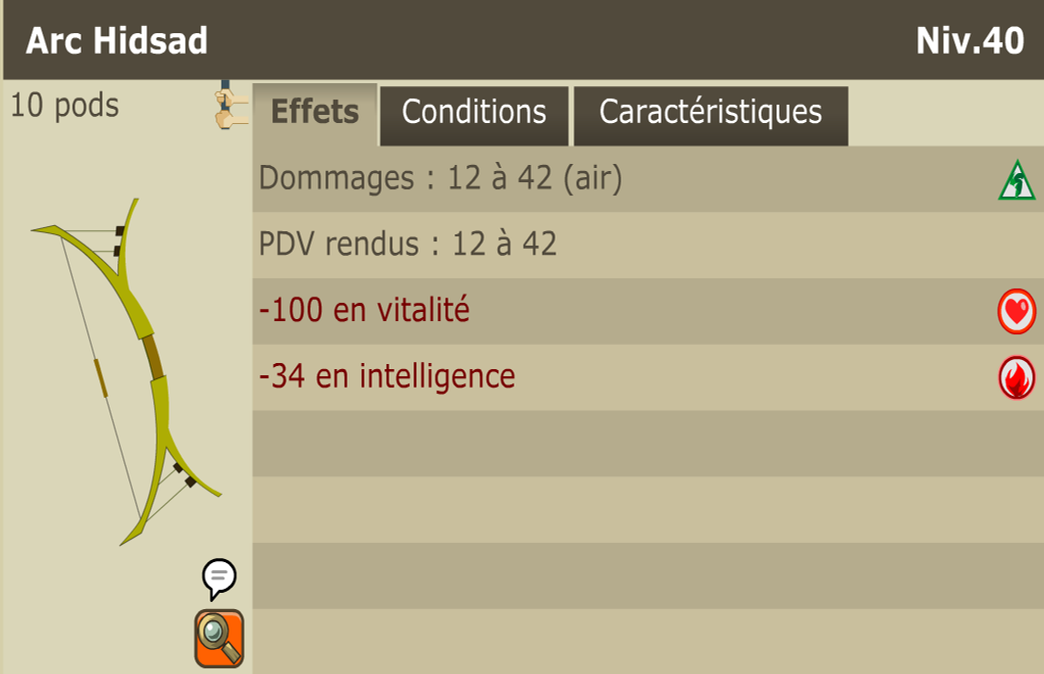 Arc Hidsad
Niv.40
10 pods
Effets
Conditions
Caractéristiques
Dommages : 12 à 42 (air)
PDV rendus : 12 à 42
-100 en vitalité
-34 en intelligence